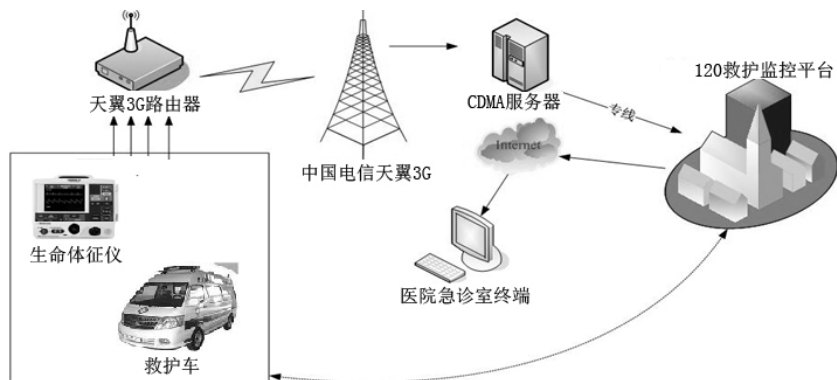 120救护监控平台
天翼3G路由器
CDMA服务器
专线
中国电信天翼3G
Internet
生命体征仪
医院急诊室终端
救护车